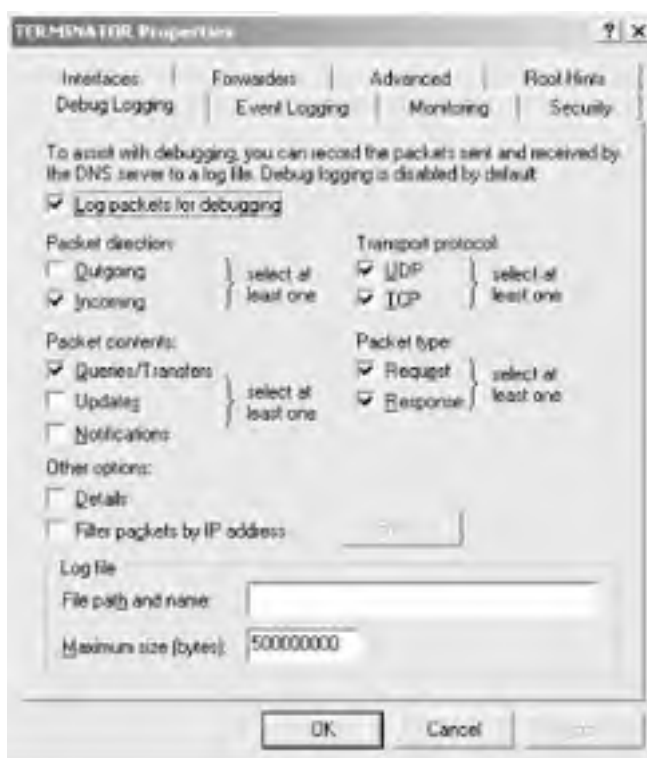 TERMINATOR Properties ? ×
Interfaces Forwarders Advanced Root Hints
Debug Logging Event Logging Monitoring Security
To assist with debugging, you can record the packets sent and received by
the DNS server to a log file. Debug logging is disabled by default.
Log packets for debugging
Packet direction: Transport protocol:
Outgoing UDP
select at least one select at least one
Incoming TCP
Packet contents: Packet type:
Queries/Transfers Request
Updates select at least one Response select at least one
Notifications
Other options:
Details
Filter packets by IP address
Log file
File path and name:
Maximum size (bytes): 500000000
OK Cancel